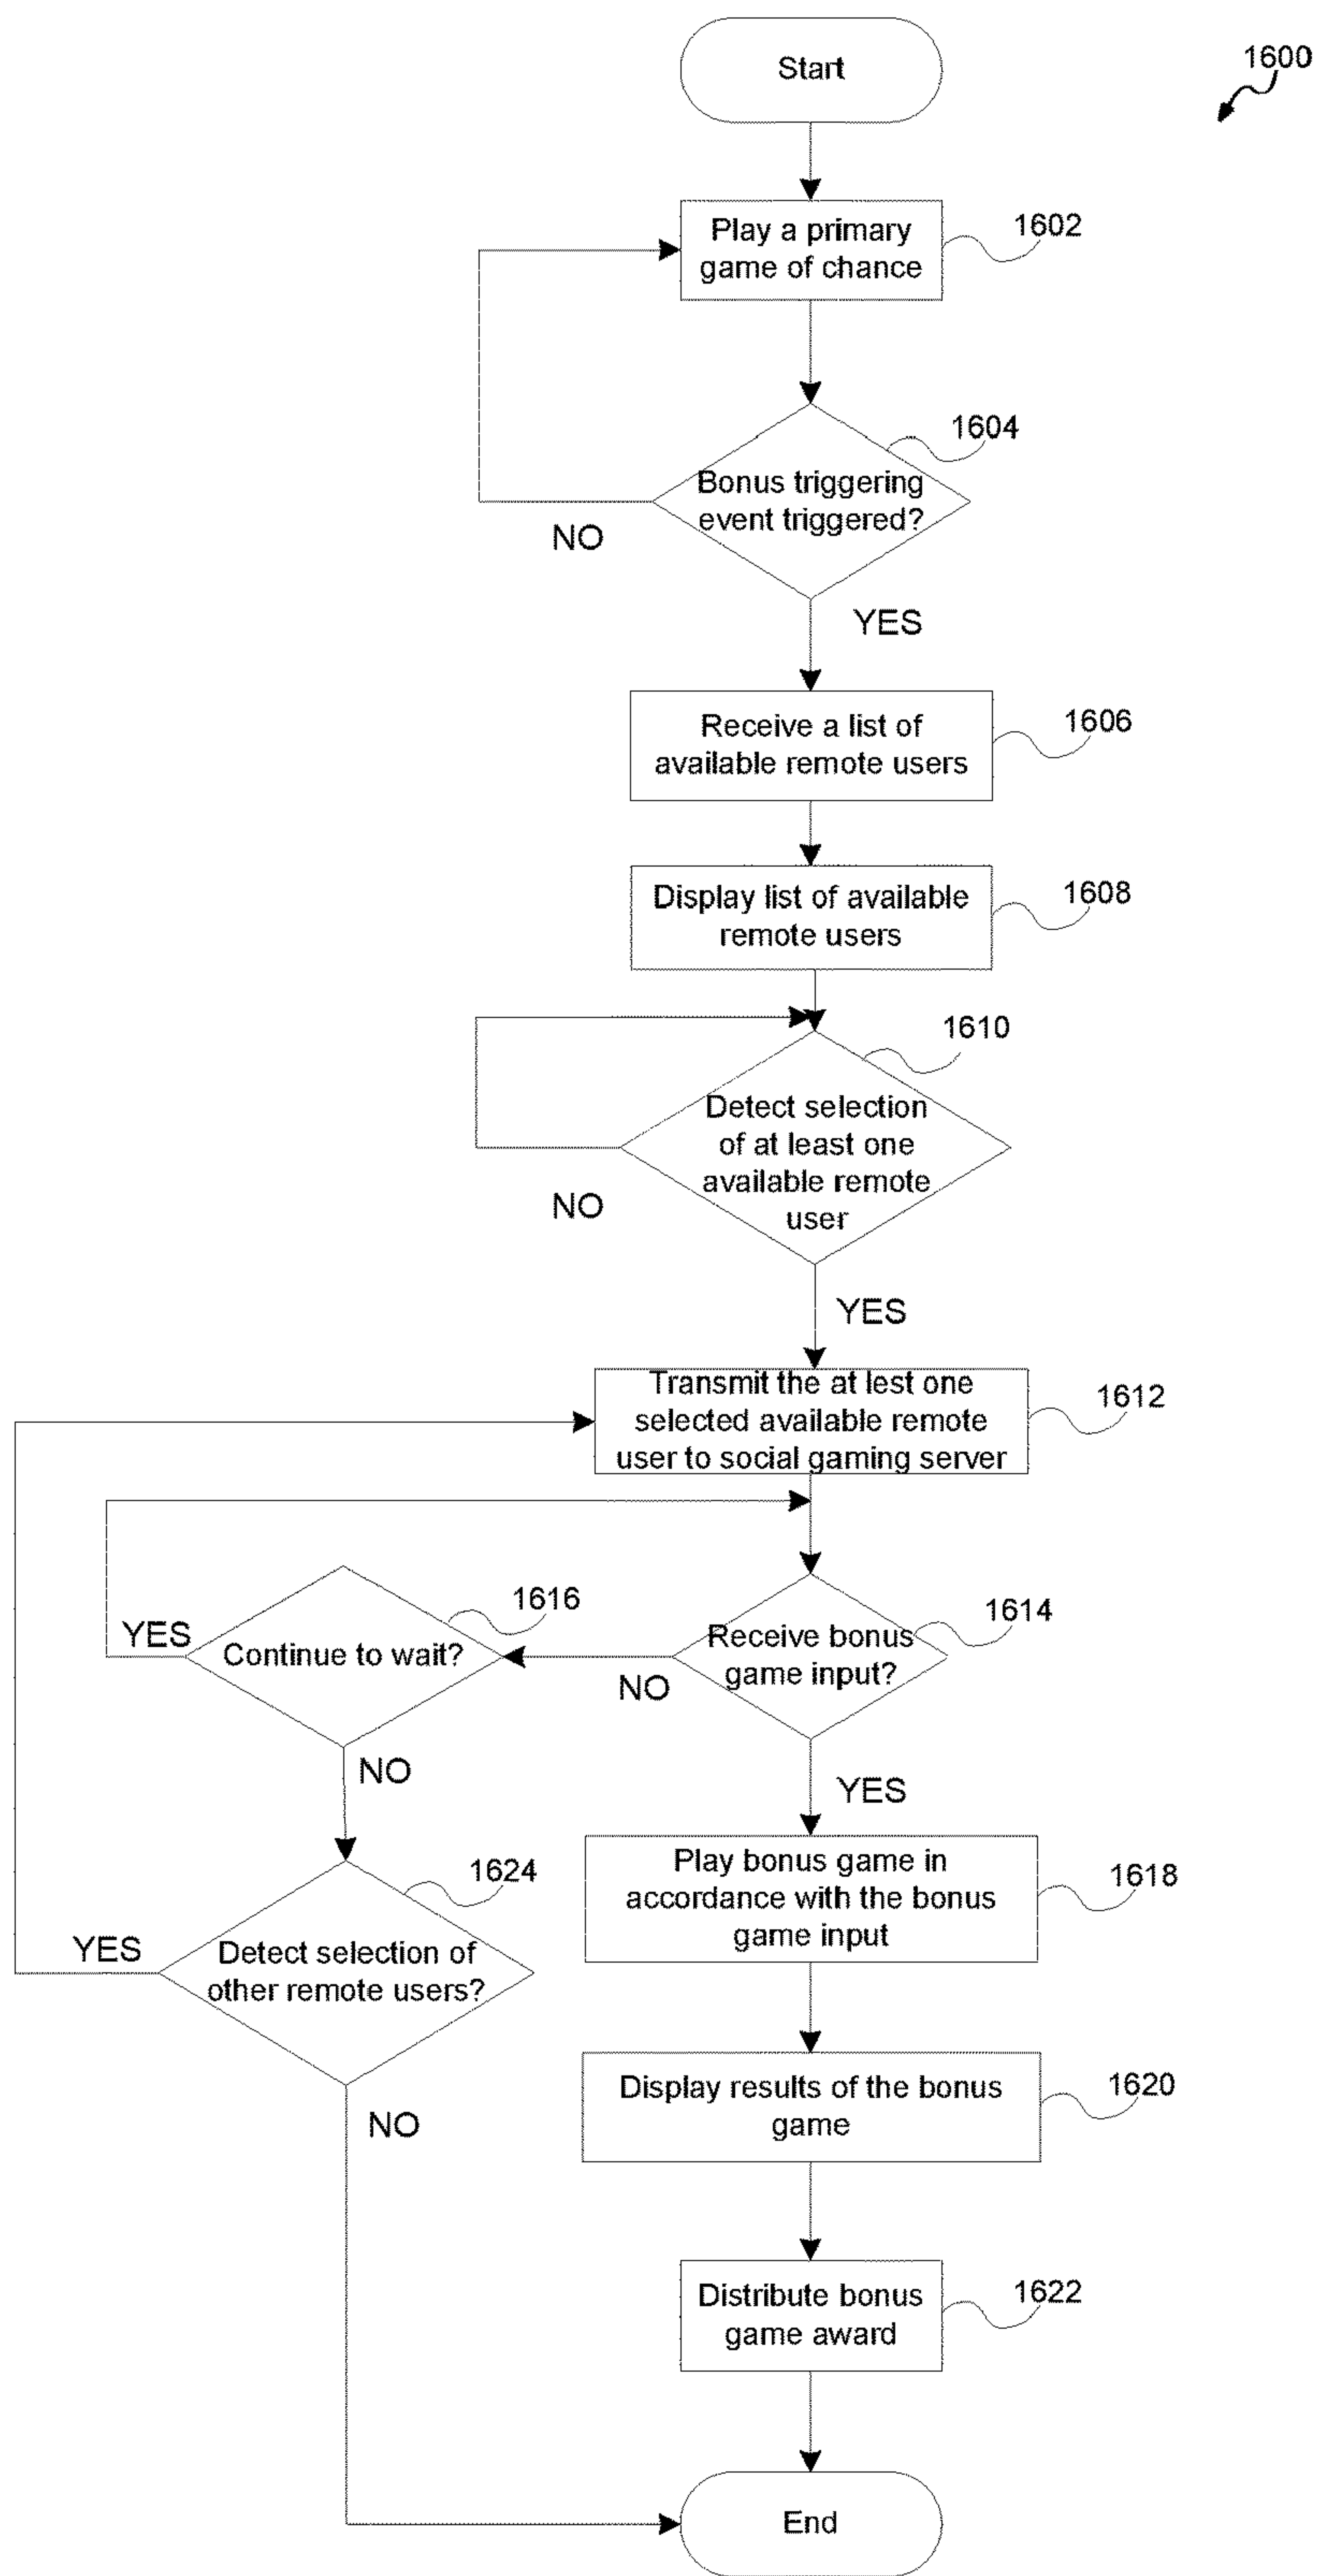 Start
1600
Play a primary
game of chance
1602
Bonus triggering
event triggered?
1604
NO
YES
Receive a list of
available remote users
1606
Display list of available
remote users
1608
Detect selection
of at least one
available remote
user
1610
NO
YES
Transmit the at lest one
selected available remote
user to social gaming server
1612
Receive bonus
game input?
1614
NO
YES
Continue to wait?
1616
YES
NO
Play bonus game in
accordance with the bonus
game input
1618
Detect selection of
other remote users?
1624
YES
NO
Display results of the bonus
game
1620
Distribute bonus
game award
1622
End